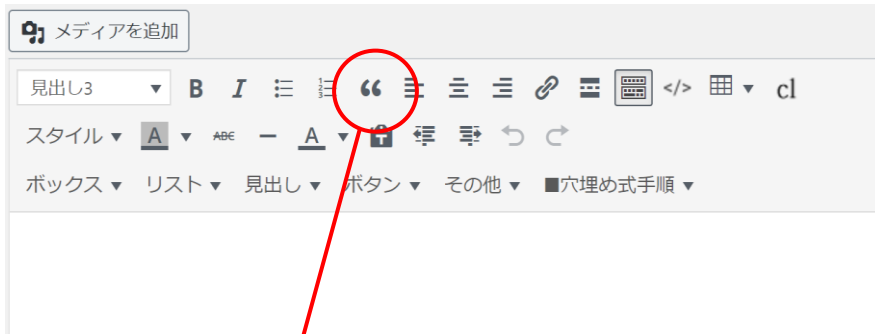 メディアを追加
見出し3 ▼ B I “ </> ▼ cl
スタイル ▼ A ▼ ABC — A ▼
ボックス ▼ リスト ▼ 見出し ▼ ボタン ▼ その他 ▼ ■穴埋め式手順 ▼